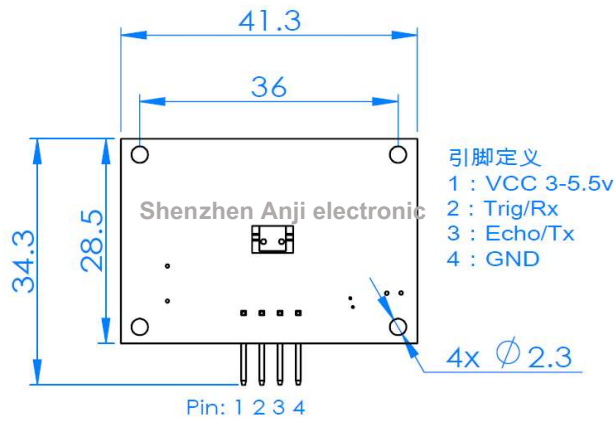 41.3
36
34.3
28.5
Shenzhen Anji electronic
引脚定义
1 : VCC 3-5.5v
2 : Trig/Rx
3 : Echo/Tx
4 : GND
4x ∅2.3
Pin: 1 2 3 4